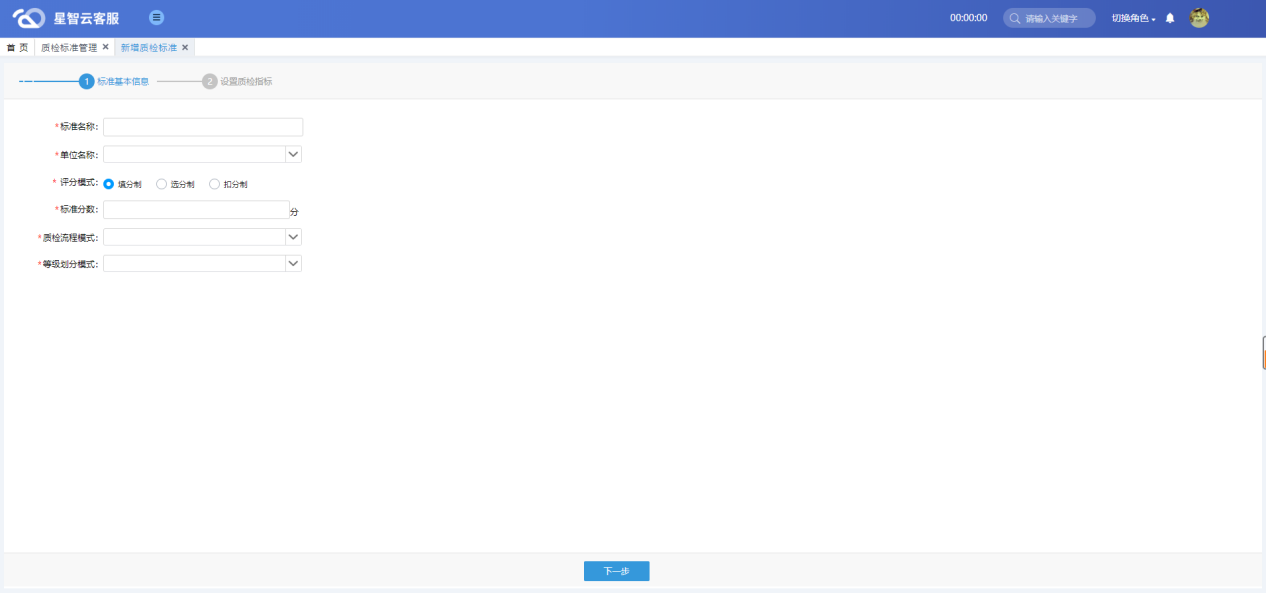 星智云客服
00:00:00
请输入关键字
切换角色
首 页
质检标准管理
新增质检标准
1 标准基本信息
2 设置质检指标
*标准名称:
*单位名称:
* 评分模式: 填分制 选分制 扣分制
*标准分数: 分
*质检流程模式:
*等级划分模式:
下一步